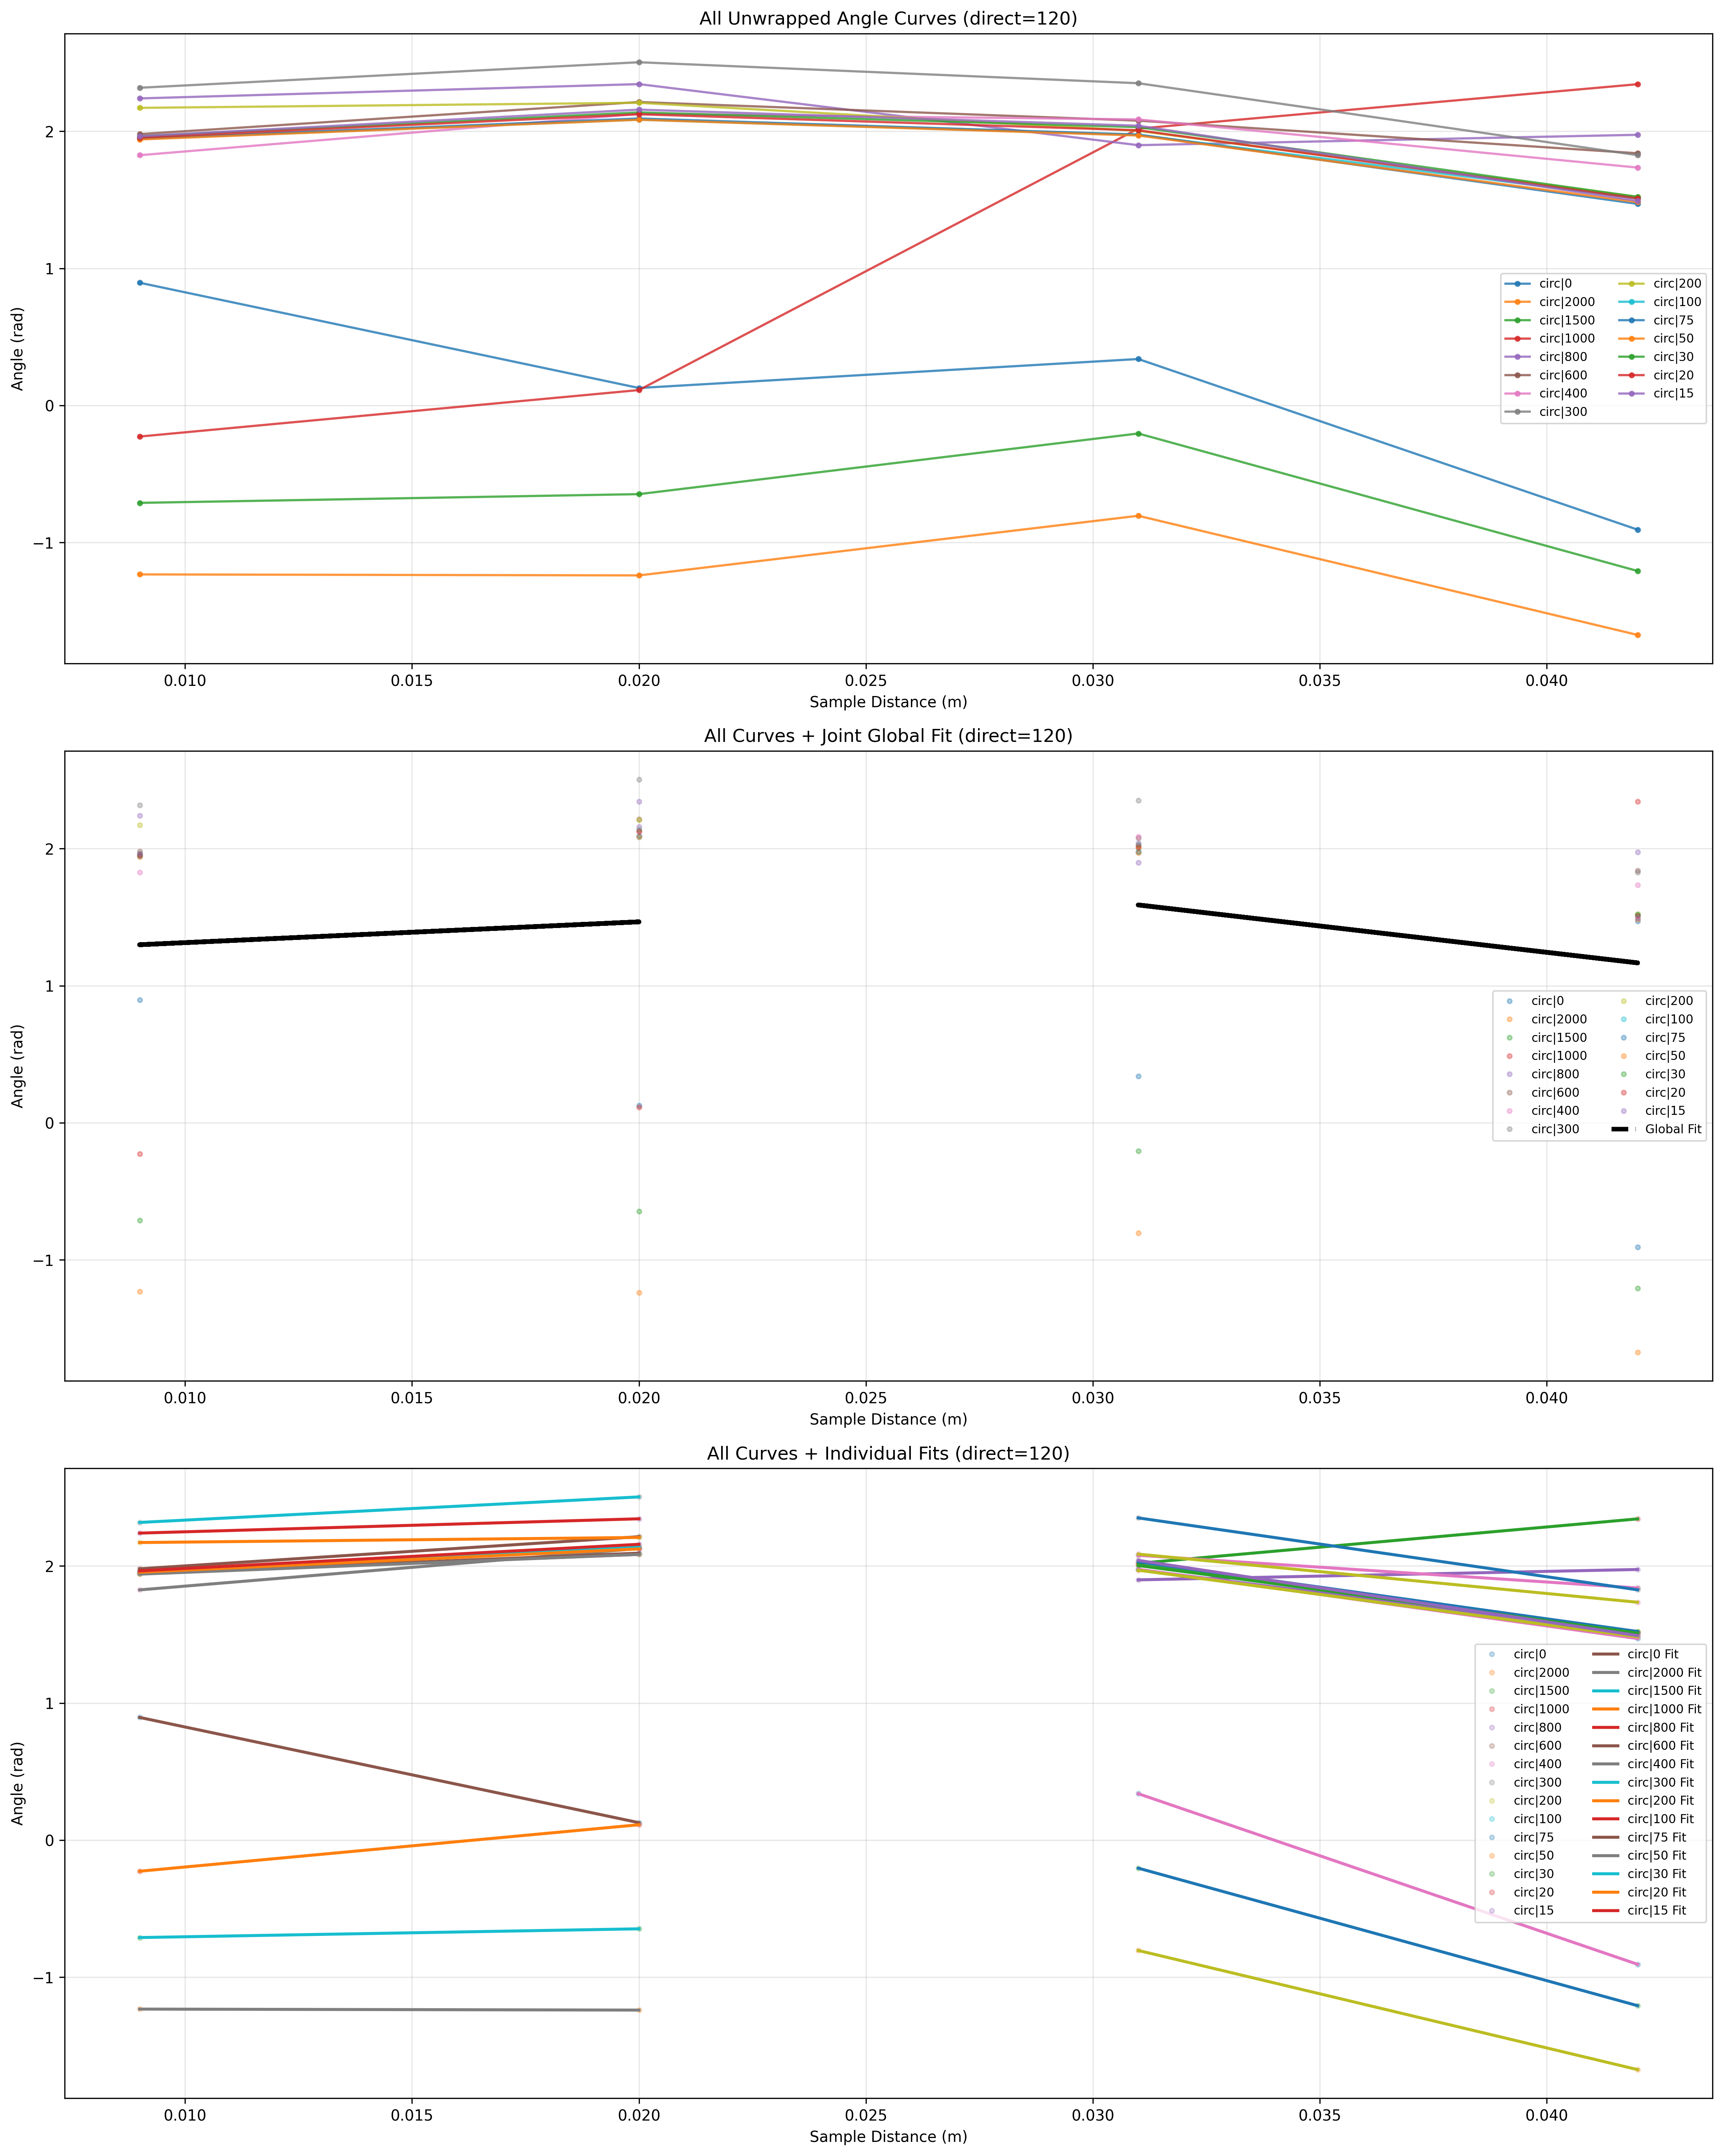 All Unwrapped Angle Curves (direct=120)
Angle (rad)
2
1
0
−1
circ|0
circ|2000
circ|1500
circ|1000
circ|800
circ|600
circ|400
circ|300
circ|200
circ|100
circ|75
circ|50
circ|30
circ|20
circ|15
0.010 0.015 0.020 0.025 0.030 0.035 0.040
Sample Distance (m)
All Curves + Joint Global Fit (direct=120)
Angle (rad)
2
1
0
−1
circ|0
circ|2000
circ|1500
circ|1000
circ|800
circ|600
circ|400
circ|300
circ|200
circ|100
circ|75
circ|50
circ|30
circ|20
circ|15
Global Fit
0.010 0.015 0.020 0.025 0.030 0.035 0.040
Sample Distance (m)
All Curves + Individual Fits (direct=120)
Angle (rad)
2
1
0
−1
circ|0
circ|2000
circ|1500
circ|1000
circ|800
circ|600
circ|400
circ|300
circ|200
circ|100
circ|75
circ|50
circ|30
circ|20
circ|15
circ|0 Fit
circ|2000 Fit
circ|1500 Fit
circ|1000 Fit
circ|800 Fit
circ|600 Fit
circ|400 Fit
circ|300 Fit
circ|200 Fit
circ|100 Fit
circ|75 Fit
circ|50 Fit
circ|30 Fit
circ|20 Fit
circ|15 Fit
0.010 0.015 0.020 0.025 0.030 0.035 0.040
Sample Distance (m)